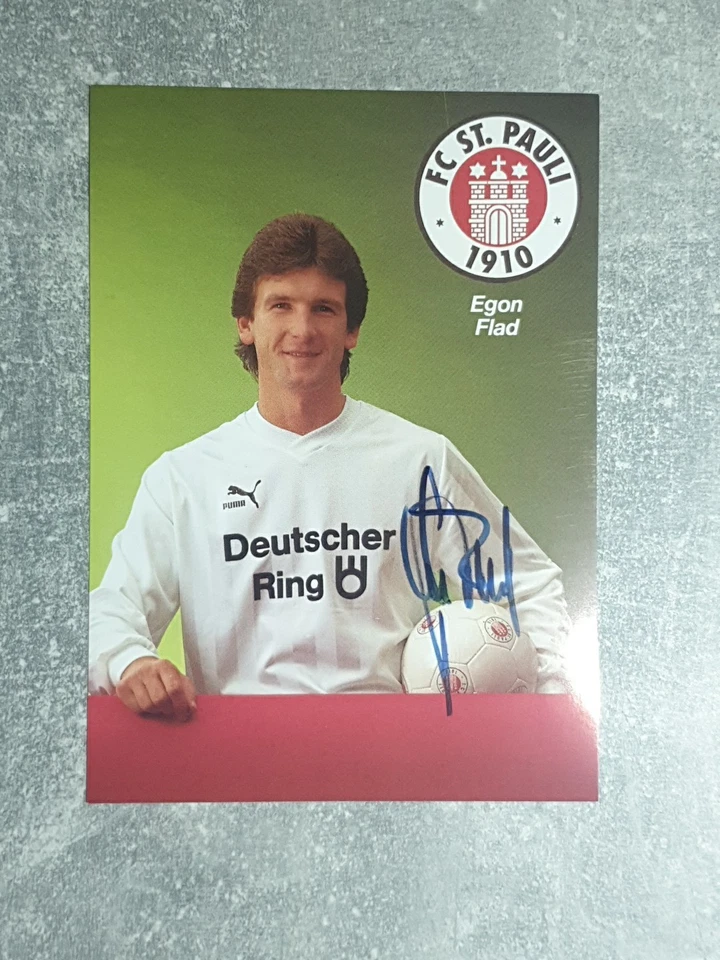 FC ST. PAULI
1910
Egon
Flad
PUMA
Deutscher
Ring